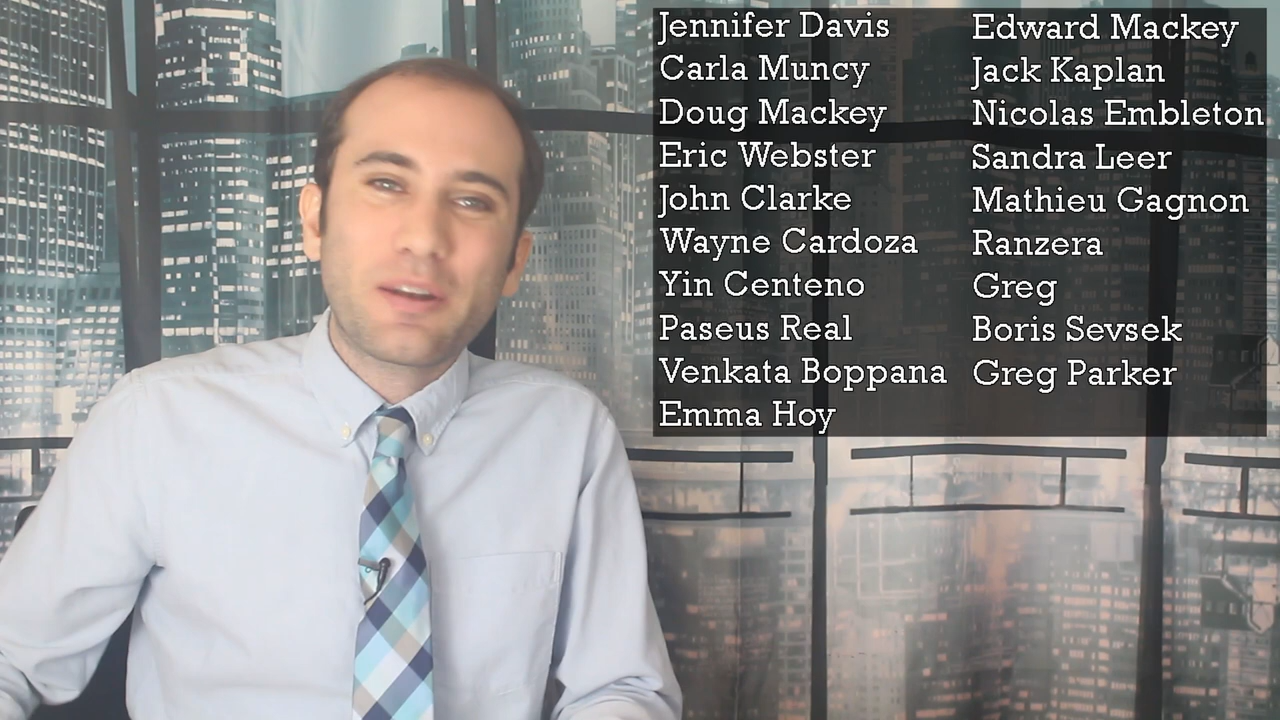 Jennifer Davis
Carla Muncy
Doug Mackey
Eric Webster
John Clarke
Wayne Cardoza
Yin Centeno
Paseus Real
Venkata Boppana
Emma Hoy
Edward Mackey
Jack Kaplan
Nicolas Embleton
Sandra Leer
Mathieu Gagnon
Ranzera
Greg
Boris Sevsek
Greg Parker